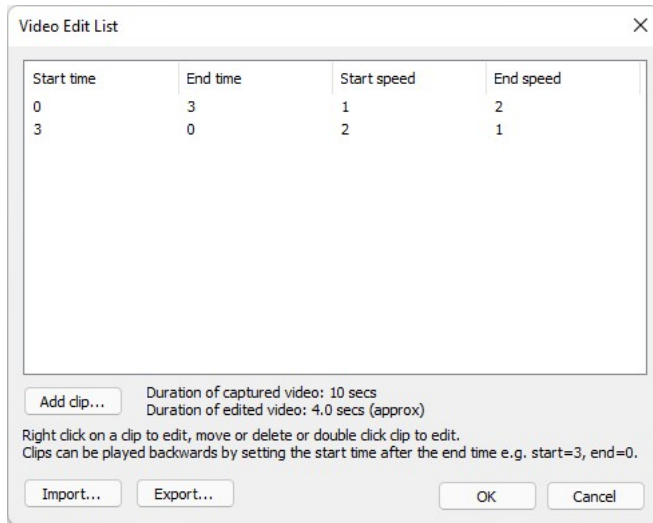 Video Edit List
Start time End time Start speed End speed
0 3 1 2
3 0 2 1
Add clip...
Duration of captured video: 10 secs
Duration of edited video: 4.0 secs (approx)
Right click on a clip to edit, move or delete or double click clip to edit.
Clips can be played backwards by setting the start time after the end time e.g. start=3, end=0.
Import... Export... OK Cancel